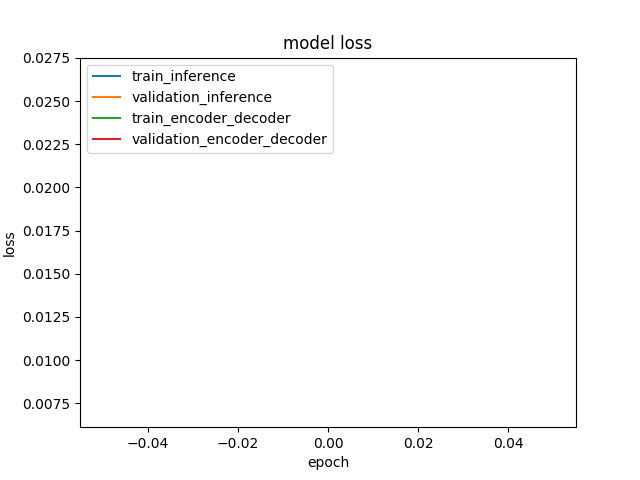 model loss
0.0275
0.0250
0.0225
0.0200
0.0175
0.0150
0.0125
0.0100
0.0075
loss
train_inference
validation_inference
train_encoder_decoder
validation_encoder_decoder
−0.04
−0.02
0.00
0.02
0.04
epoch